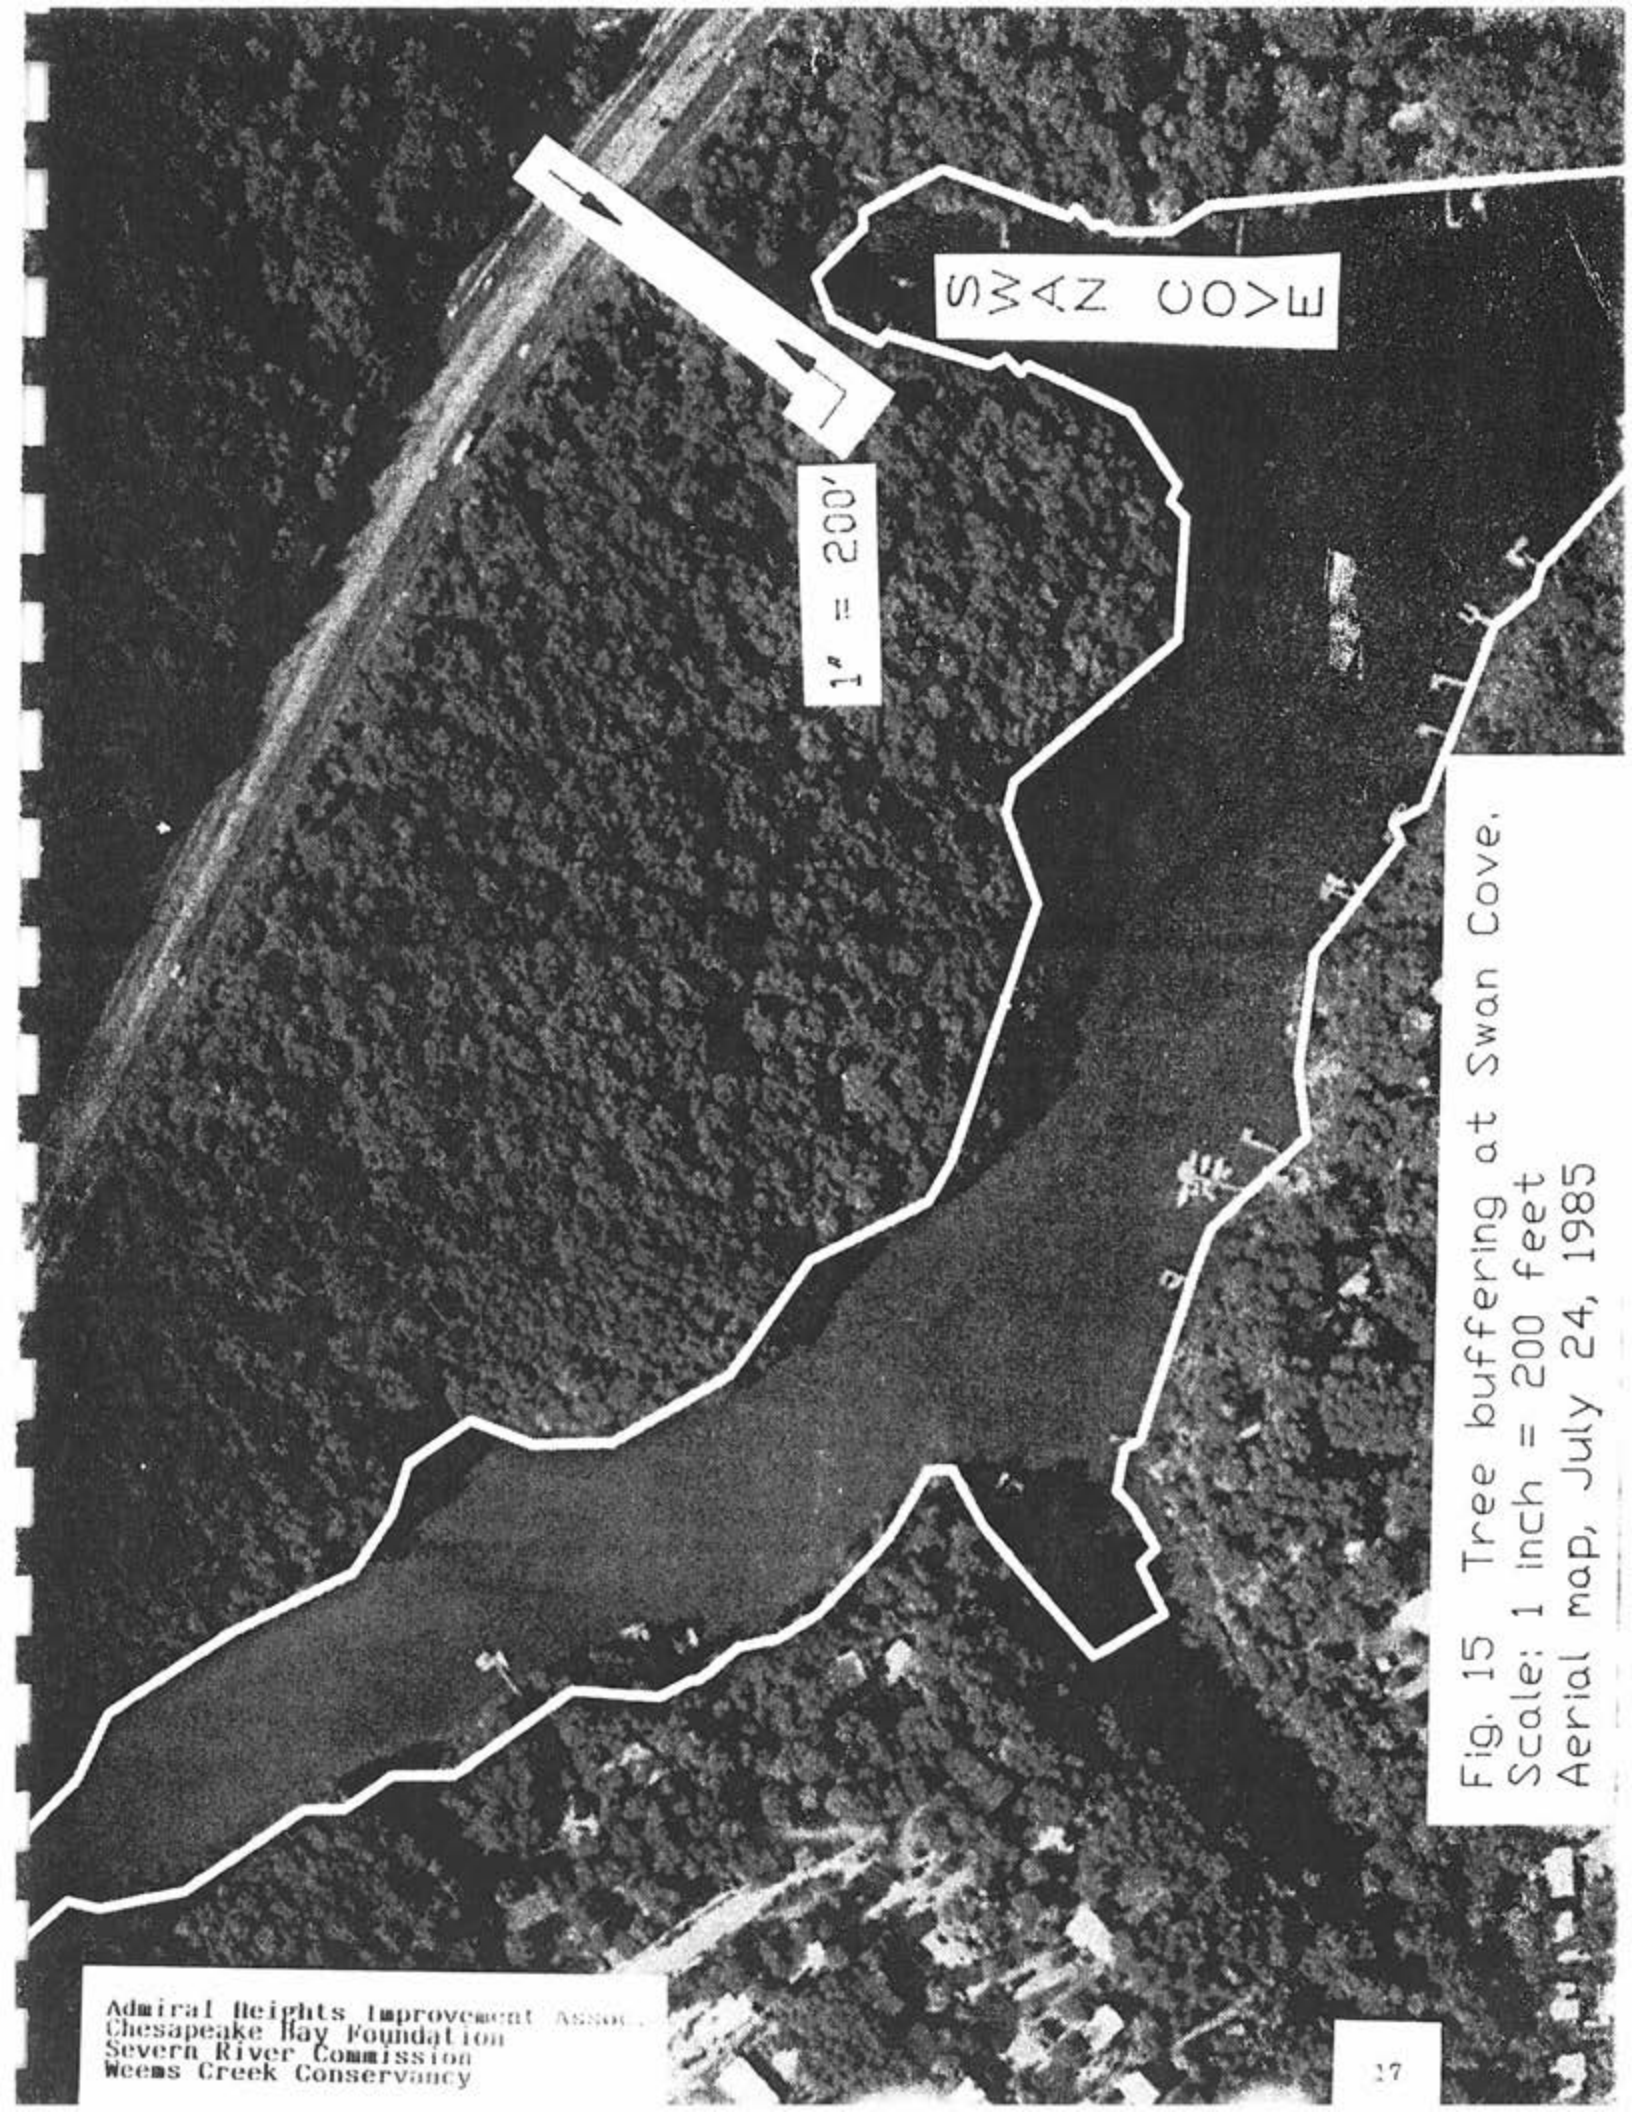 SWAN COVE
1" = 200'
Fig. 15 Tree buffering at Swan Cove.
Scale: 1 inch = 200 feet
Aerial map, July 24, 1985
Admiral Heights Improvement Assoc.
Chesapeake Bay Foundation
Severn River Commission
Weems Creek Conservancy
17